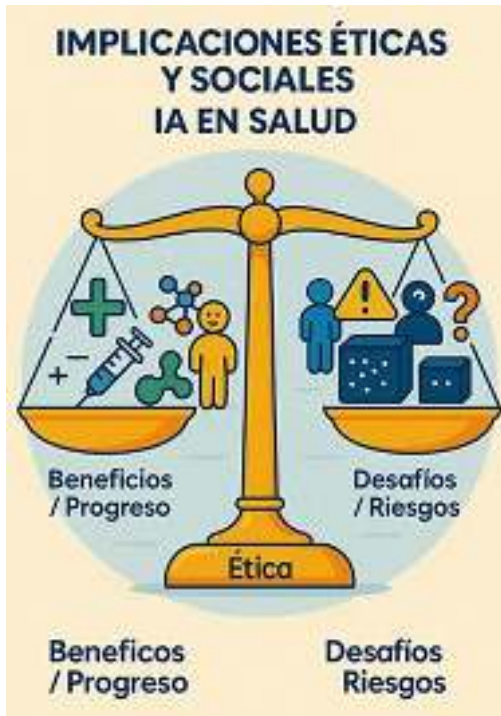 IMPLICACIONES ÉTICAS
Y SOCIALES
IA EN SALUD
Beneficios
/ Progreso
Desafíos
/ Riesgos
Ética
Beneficos
/ Progreso
Desafíos
Riesgos